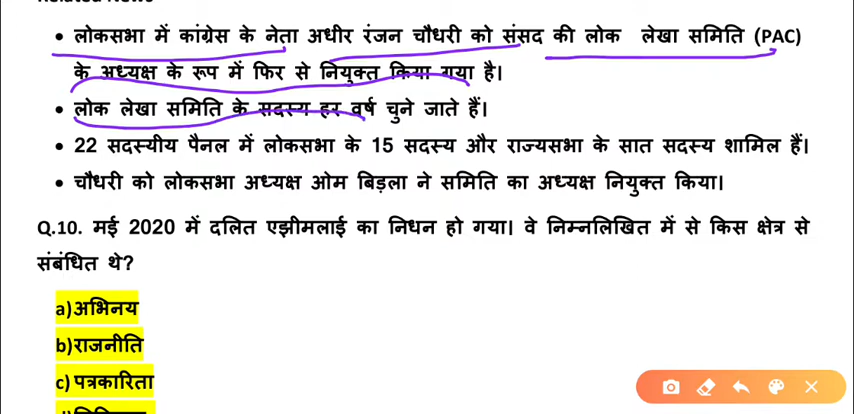 • लोकसभा में कांग्रेस के नेता अधीर रंजन चौधरी को संसद की लोक लेखा समिति (PAC)
के अध्यक्ष के रूप में फिर से नियुक्त किया गया है।
• लोक लेखा समिति के सदस्य हर वर्ष चुने जाते हैं।
• 22 सदस्यीय पैनल में लोकसभा के 15 सदस्य और राज्यसभा के सात सदस्य शामिल हैं।
• चौधरी को लोकसभा अध्यक्ष ओम बिड़ला ने समिति का अध्यक्ष नियुक्त किया।
Q.10. मई 2020 में दलित एझीमलाई का निधन हो गया। वे निम्नलिखित में से किस क्षेत्र से
संबंधित थे?
a)अभिनय
b)राजनीति
c) पत्रकारिता